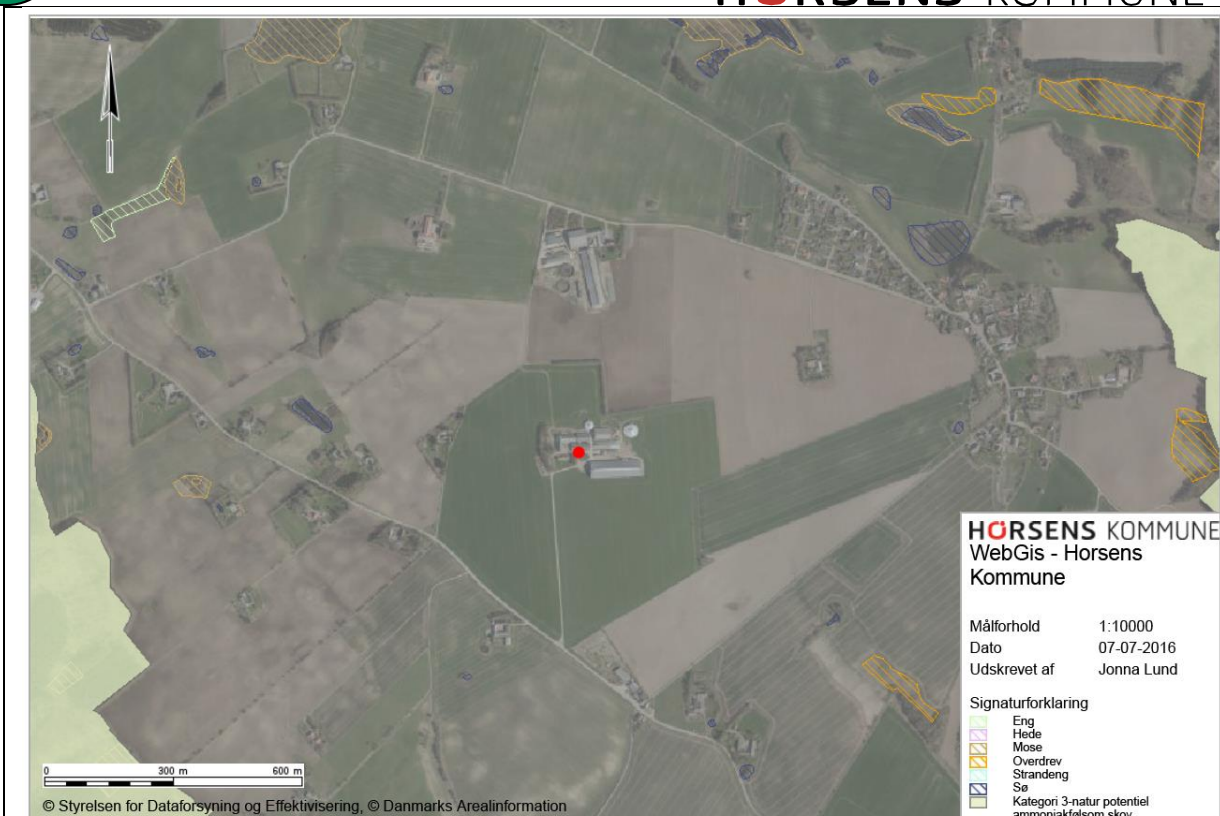 HORSENS KOMMUNE
HORSENS KOMMUNE
WebGis - Horsens
Kommune
Målforhold 1:10000
Dato 07-07-2016
Udskrevet af Jonna Lund
Signaturforklaring
Eng
Hede
Mose
Overdrev
Strandeng
Sø
Kategori 3-natur potentiel
ammoniakfølsom skov
0 300 m 600 m
© Styrelsen for Dataforsyning og Effektivisering, © Danmarks Arealinformation